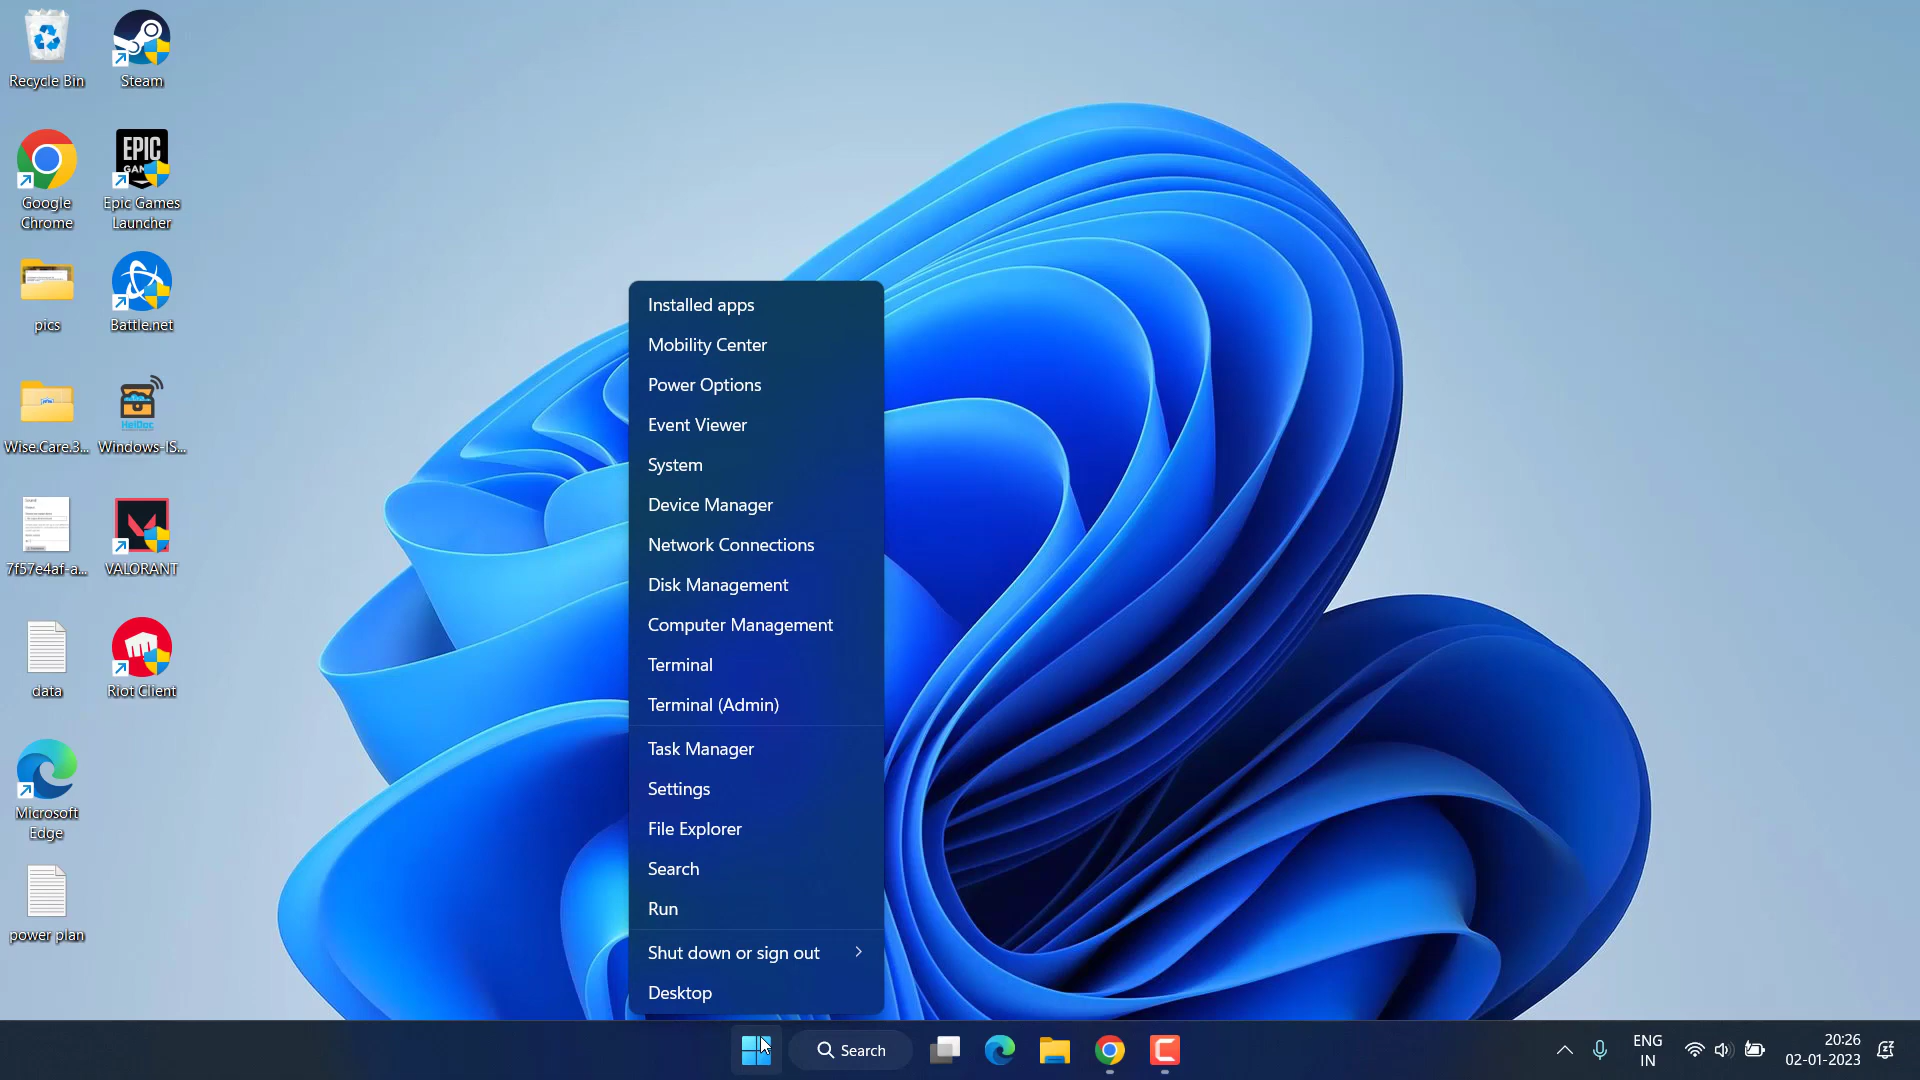 Recycle Bin
Steam
Google
Chrome
EPIC
GAMES
Epic Games
Launcher
pics
Battle.net
Wise.Care.3...
HeiDoc
Windows-IS...
7f57e4af-a...
VALORANT
data
Riot Client
Microsoft
Edge
power plan
Installed apps
Mobility Center
Power Options
Event Viewer
System
Device Manager
Network Connections
Disk Management
Computer Management
Terminal
Terminal (Admin)
Task Manager
Settings
File Explorer
Search
Run
Shut down or sign out
Desktop
Search
ENG
IN
20:26
02-01-2023